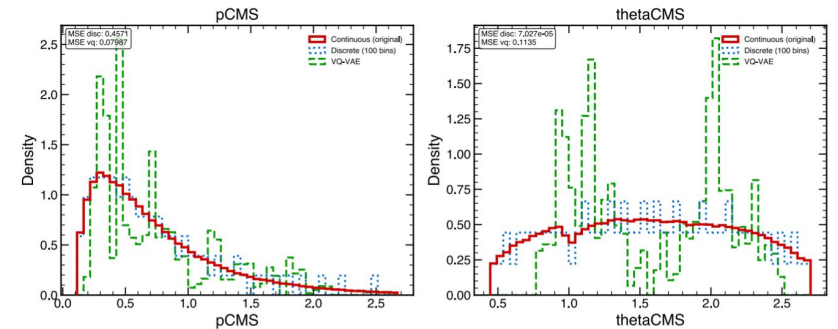 pCMS
MSE disc: 0.4571
MSE vq: 0.07987
Continuous (original)
Discrete (100 bins)
VQ-VAE
Density
2.5
2.0
1.5
1.0
0.5
0.0
0.0 0.5 1.0 1.5 2.0 2.5
pCMS
thetaCMS
MSE disc: 7.027e-05
MSE vq: 0.1135
Continuous (original)
Discrete (100 bins)
VQ-VAE
Density
1.75
1.50
1.25
1.00
0.75
0.50
0.25
0.00
0.5 1.0 1.5 2.0 2.5
thetaCMS